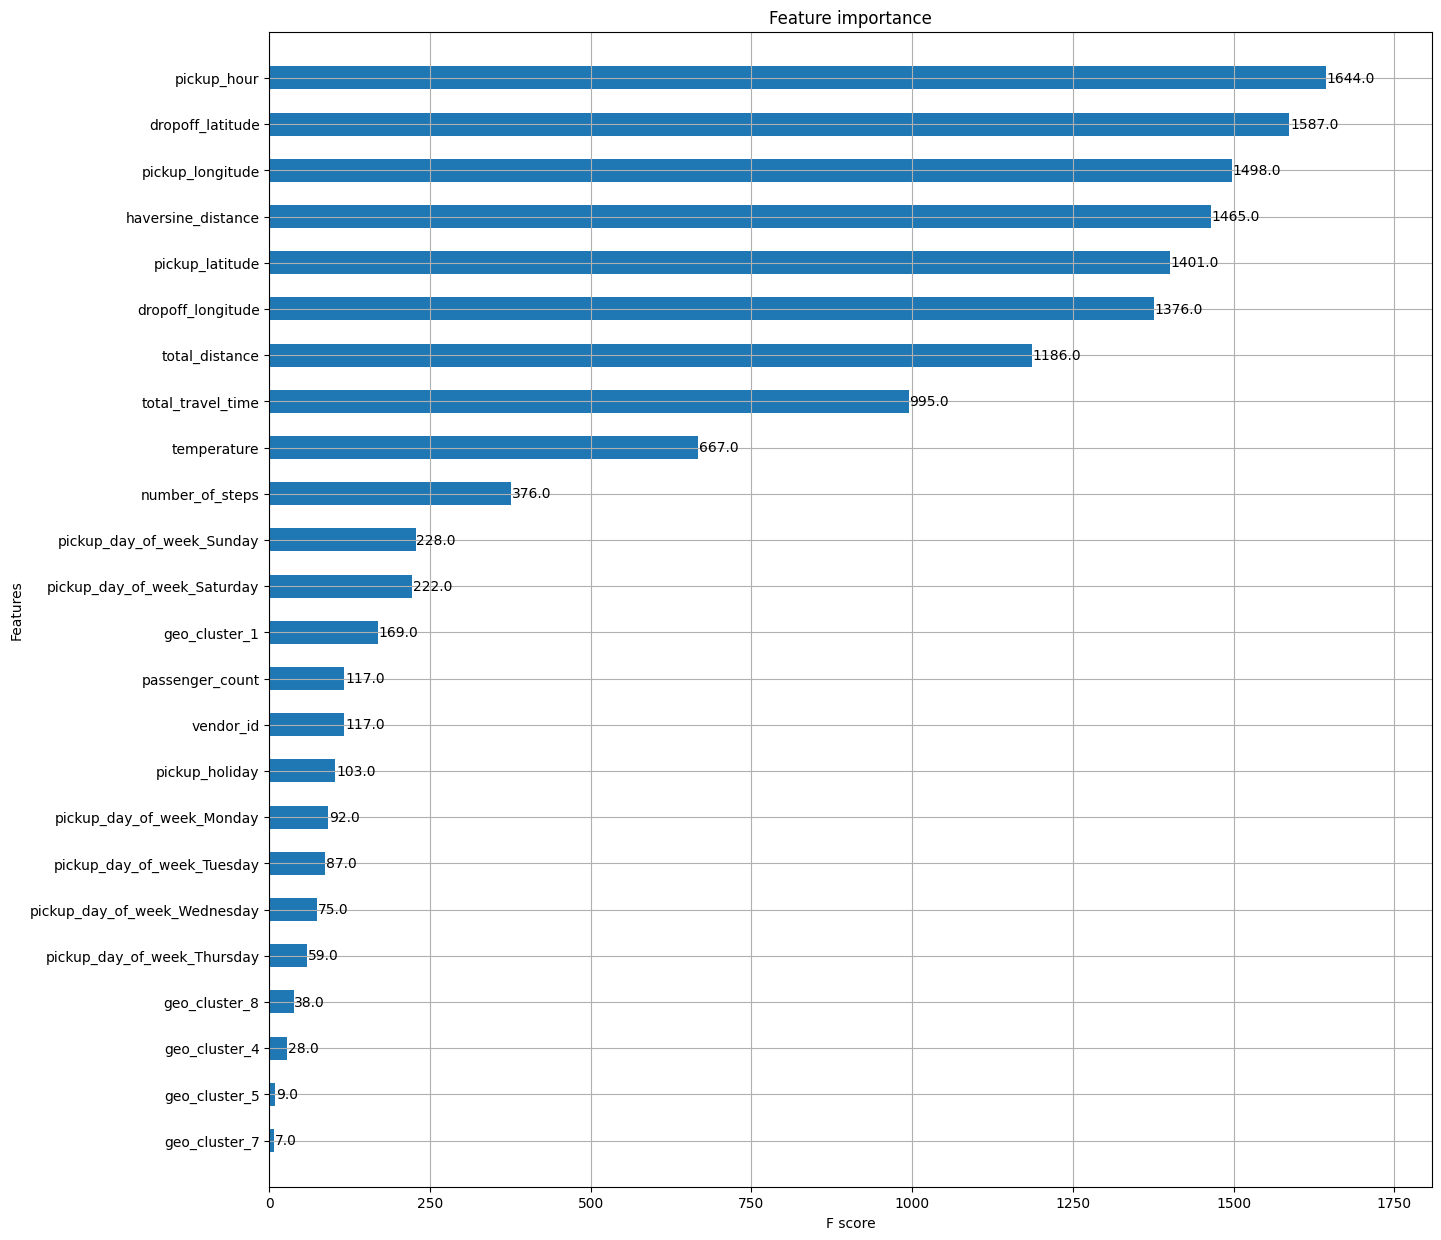 Feature importance
Features
pickup_hour 1644.0
dropoff_latitude 1587.0
pickup_longitude 1498.0
haversine_distance 1465.0
pickup_latitude 1401.0
dropoff_longitude 1376.0
total_distance 1186.0
total_travel_time 995.0
temperature 667.0
number_of_steps 376.0
pickup_day_of_week_Sunday 228.0
pickup_day_of_week_Saturday 222.0
geo_cluster_1 169.0
passenger_count 117.0
vendor_id 117.0
pickup_holiday 103.0
pickup_day_of_week_Monday 92.0
pickup_day_of_week_Tuesday 87.0
pickup_day_of_week_Wednesday 75.0
pickup_day_of_week_Thursday 59.0
geo_cluster_8 38.0
geo_cluster_4 28.0
geo_cluster_5 9.0
geo_cluster_7 7.0
0 250 500 750 1000 1250 1500 1750
F score